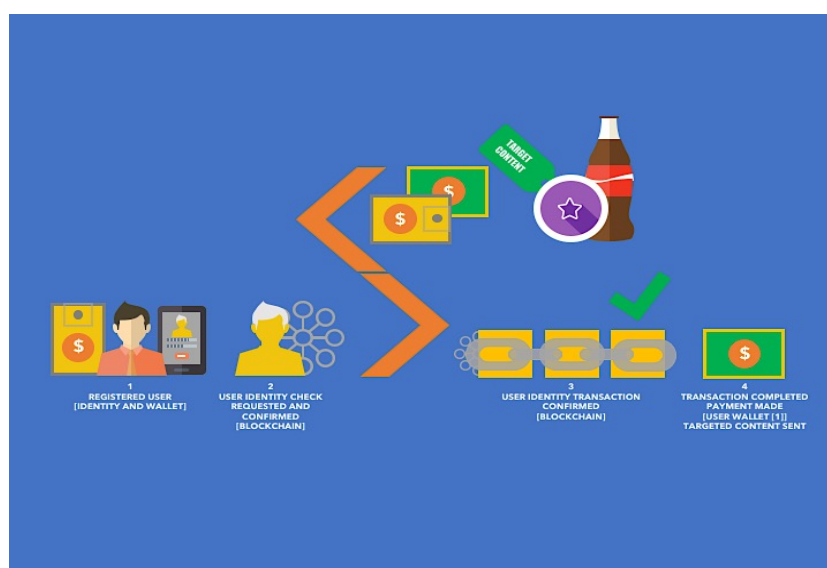 TARGET
CONTENT
$
$
$
1
REGISTERED USER
[IDENTITY AND WALLET]
2
USER IDENTITY CHECK
REQUESTED AND
CONFIRMED
[BLOCKCHAIN]
3
USER IDENTITY TRANSACTION
CONFIRMED
[BLOCKCHAIN]
$
4
TRANSACTION COMPLETED
PAYMENT MADE
[USER WALLET [1]]
TARGETED CONTENT SENT